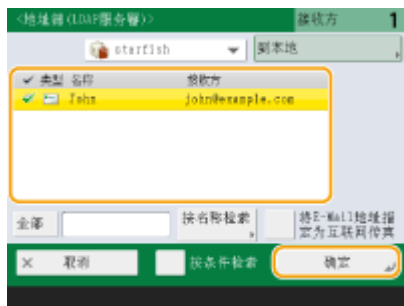 <地址簿(LDAP服务器)> 接收方 1
starfish 到本地
✓ 类型 名称 接收方
✓ John john@example.com
全部 按名称检索 将E-Mail地址指定为互联网传真
× 取消 按条件检索 确定